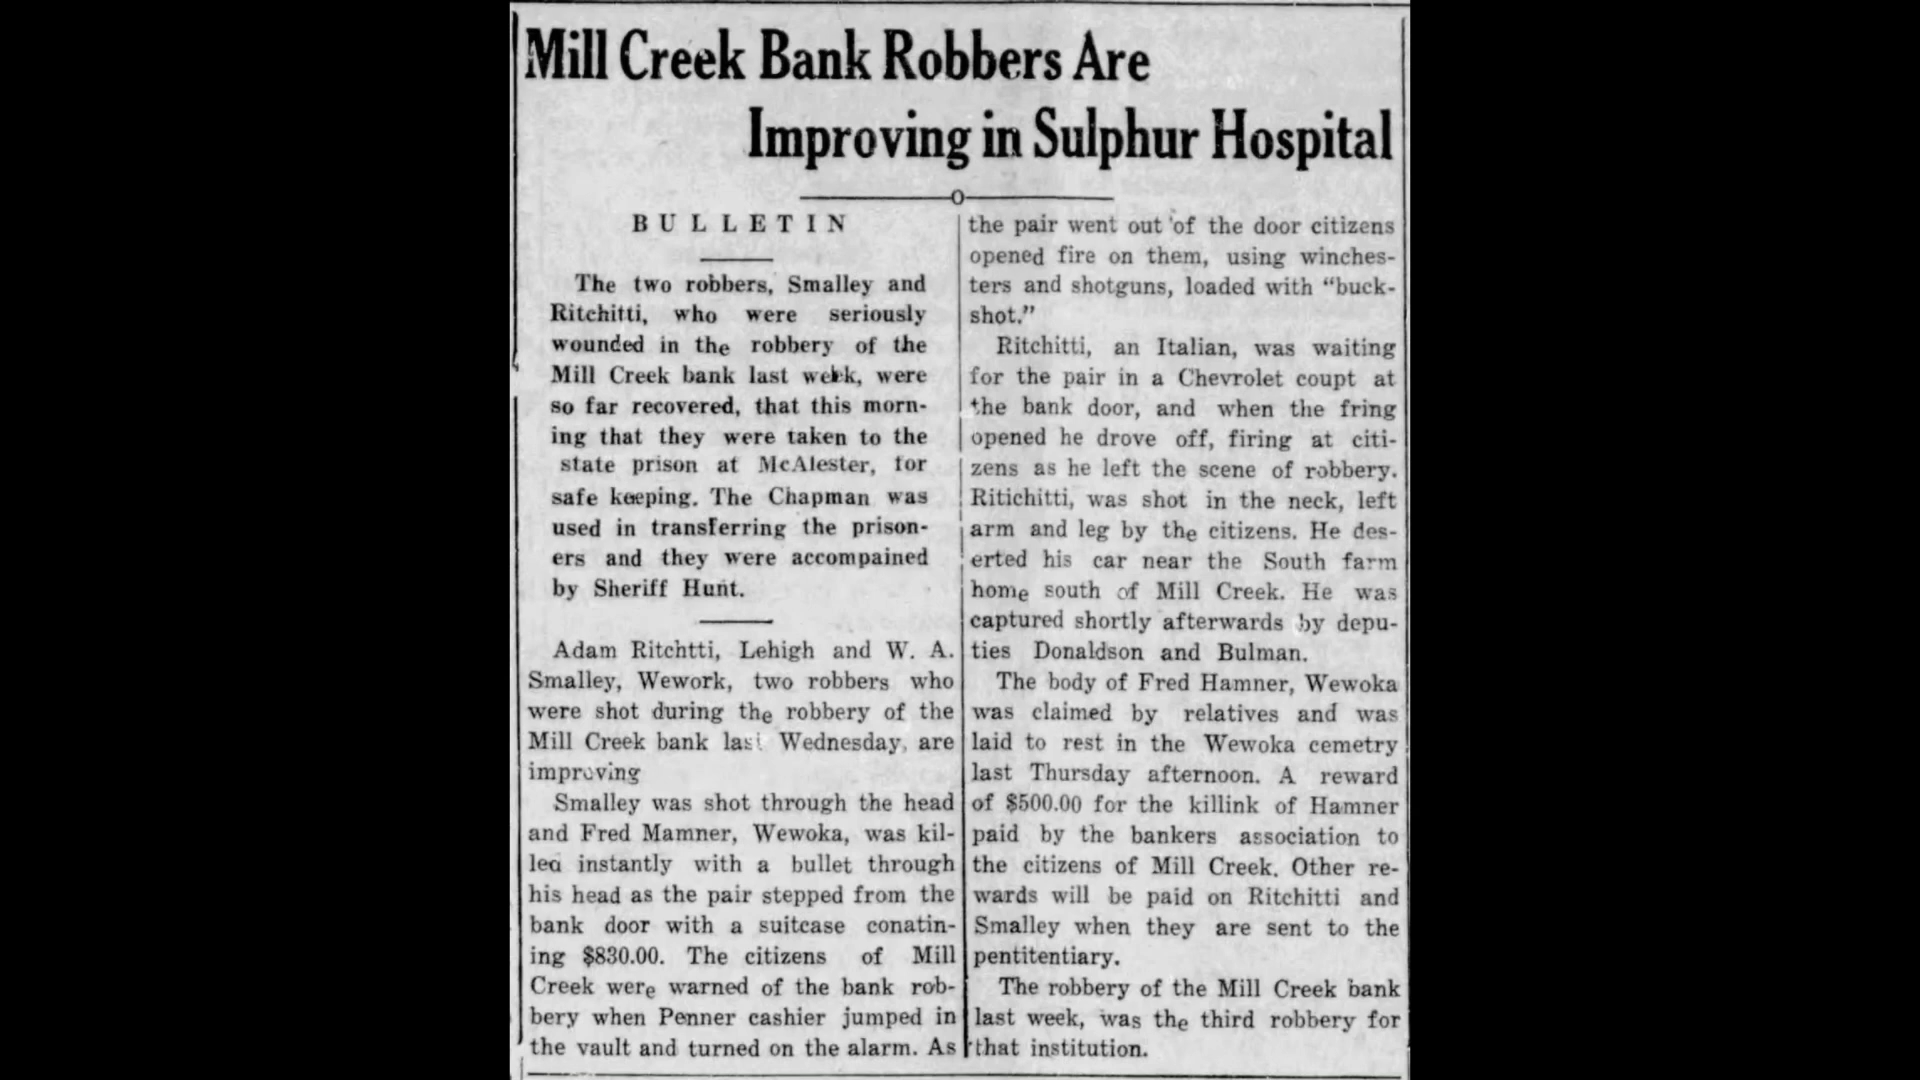 Mill Creek Bank Robbers Are
Improving in Sulphur Hospital
BULLETIN
The two robbers, Smalley and
Ritchitti, who were seriously
wounded in the robbery of the
Mill Creek bank last week, were
so far recovered, that this morn-
ing that they were taken to the
state prison at McAlester, for
safe keeping. The Chapman was
used in transferring the prison-
ers and they were accompained
by Sheriff Hunt.
Adam Ritchtti, Lehigh and W. A.
Smalley, Wework, two robbers who
were shot during the robbery of the
Mill Creek bank last Wednesday, are
improving
Smalley was shot through the head
and Fred Mamner, Wewoka, was kil-
led instantly with a bullet through
his head as the pair stepped from the
bank door with a suitcase conatin-
ing $830.00. The citizens of Mill
Creek were warned of the bank rob-
bery when Penner cashier jumped in
the vault and turned on the alarm. As
the pair went out of the door citizens
opened fire on them, using winches-
ters and shotguns, loaded with “buck-
shot.”
Ritchitti, an Italian, was waiting
for the pair in a Chevrolet coupt at
the bank door, and when the fring
opened he drove off, firing at citi-
zens as he left the scene of robbery.
Ritichitti, was shot in the neck, left
arm and leg by the citizens. He des-
erted his car near the South farm
home south of Mill Creek. He was
captured shortly afterwards by depu-
ties Donaldson and Bulman.
The body of Fred Hamner, Wewoka
was claimed by relatives and was
laid to rest in the Wewoka cemetry
last Thursday afternoon. A reward
of $500.00 for the killink of Hamner
paid by the bankers association to
the citizens of Mill Creek. Other re-
wards will be paid on Ritchitti and
Smalley when they are sent to the
pentitentiary.
The robbery of the Mill Creek bank
last week, was the third robbery for
that institution.